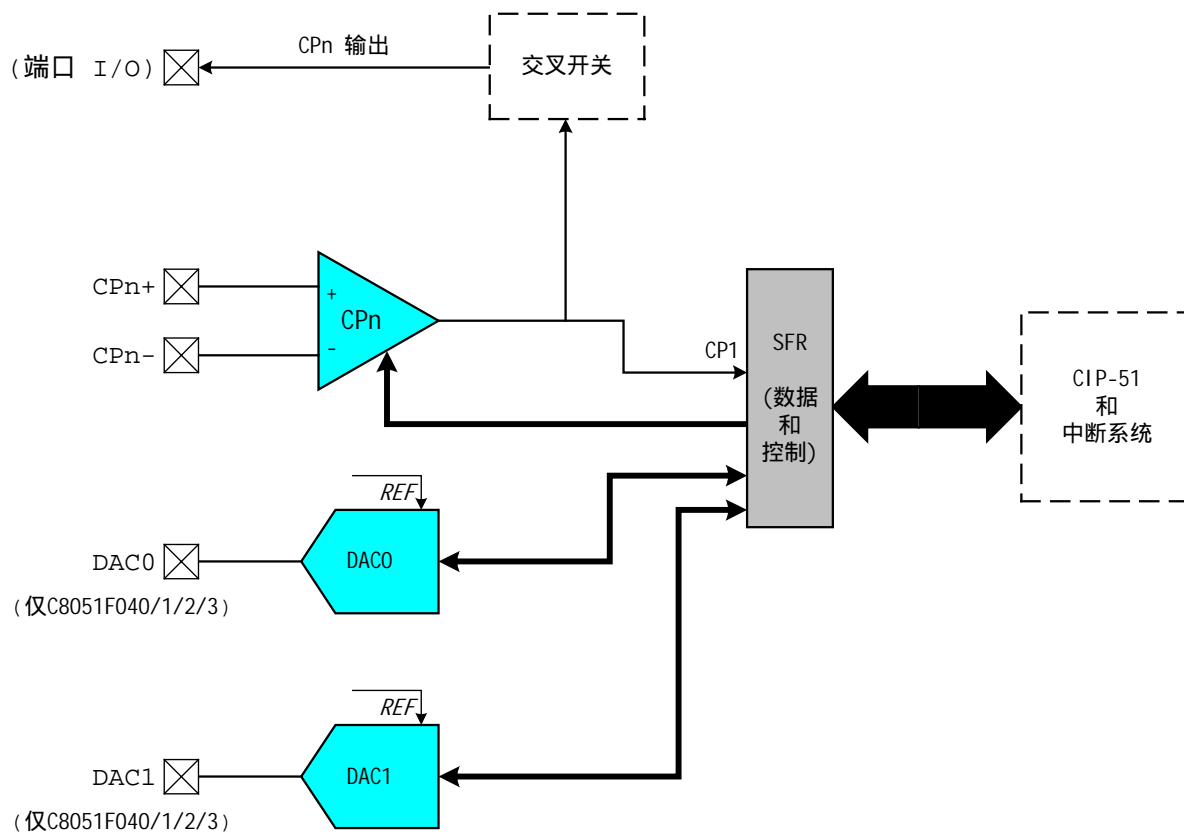 CPn 输出
(端口 I/O)
交叉开关
CPn+
+
CPn
CPn-
-
CP1
SFR
(数据
和
控制)
CIP-51
和
中断系统
REF
DAC0
DAC0
(仅C8051F040/1/2/3)
REF
DAC1
DAC1
(仅C8051F040/1/2/3)